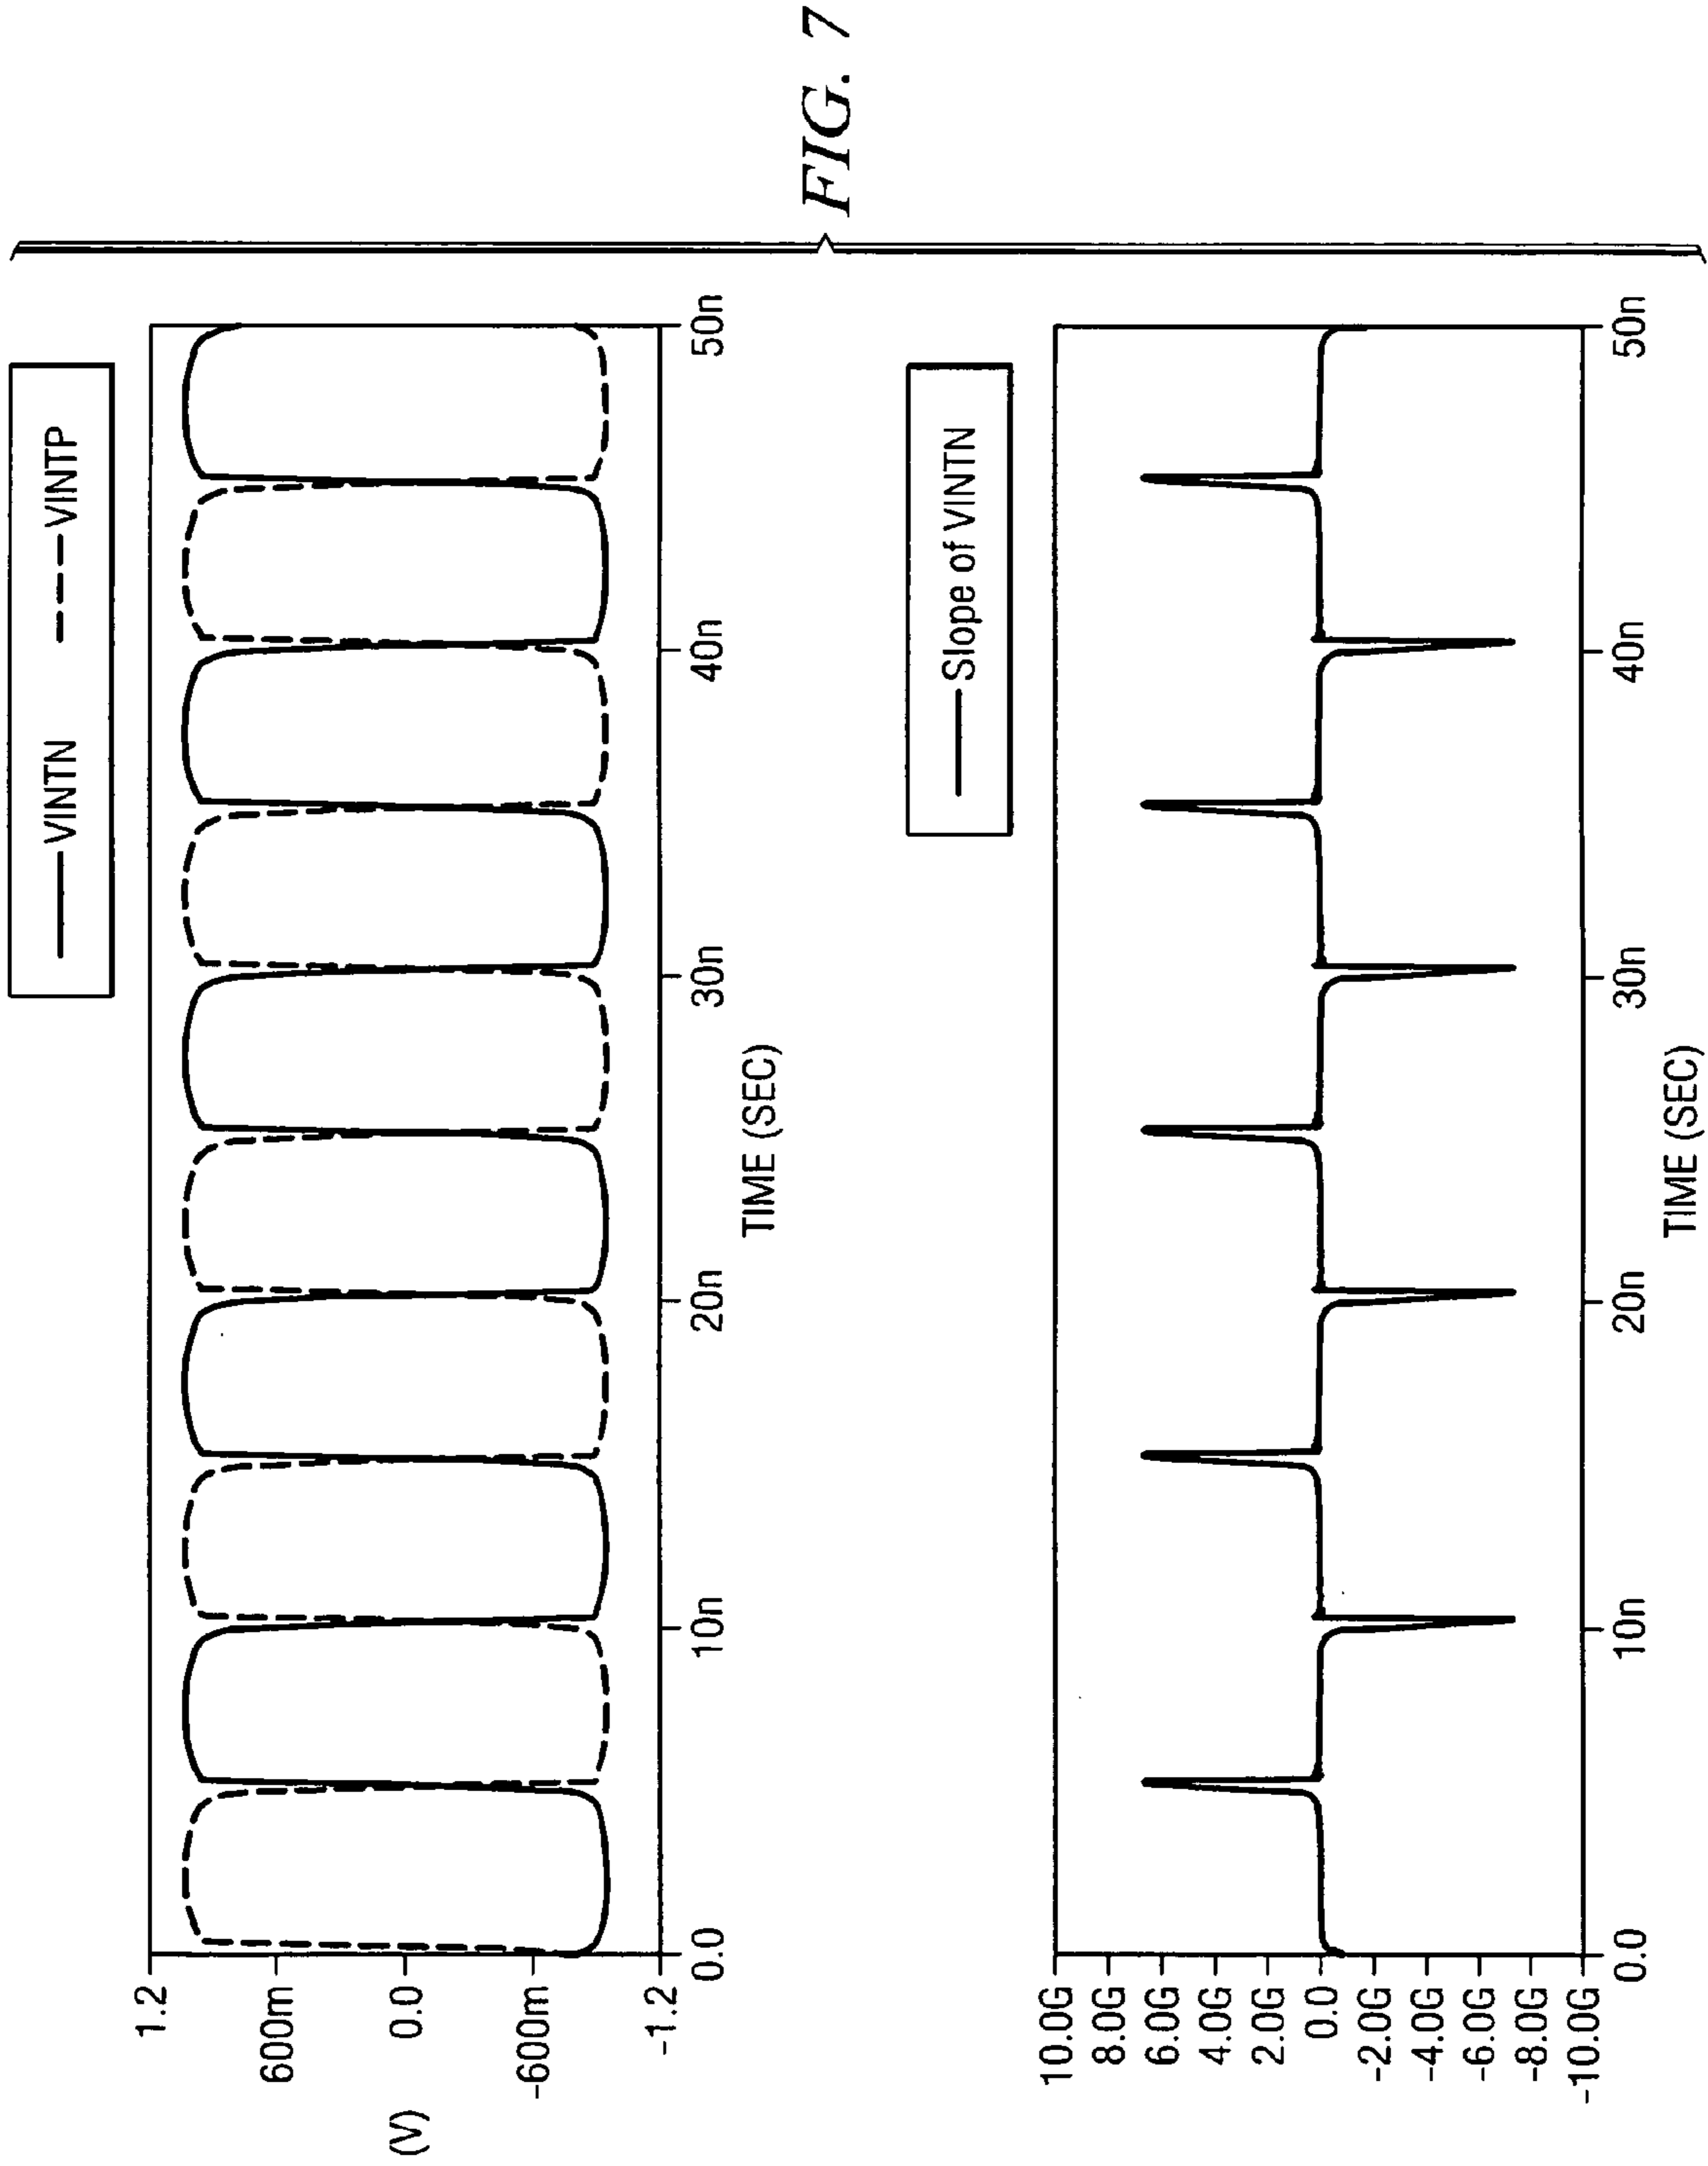 VINTN VINTP
1.2
600m
0.0
-600m
-1.2
(V)
0.0 10n 20n 30n 40n 50n
TIME (SEC)
Slope of VINTN
10.0G
8.0G
6.0G
4.0G
2.0G
0.0
-2.0G
-4.0G
-6.0G
-8.0G
-10.0G
0.0 10n 20n 30n 40n 50n
TIME (SEC)
FIG. 7